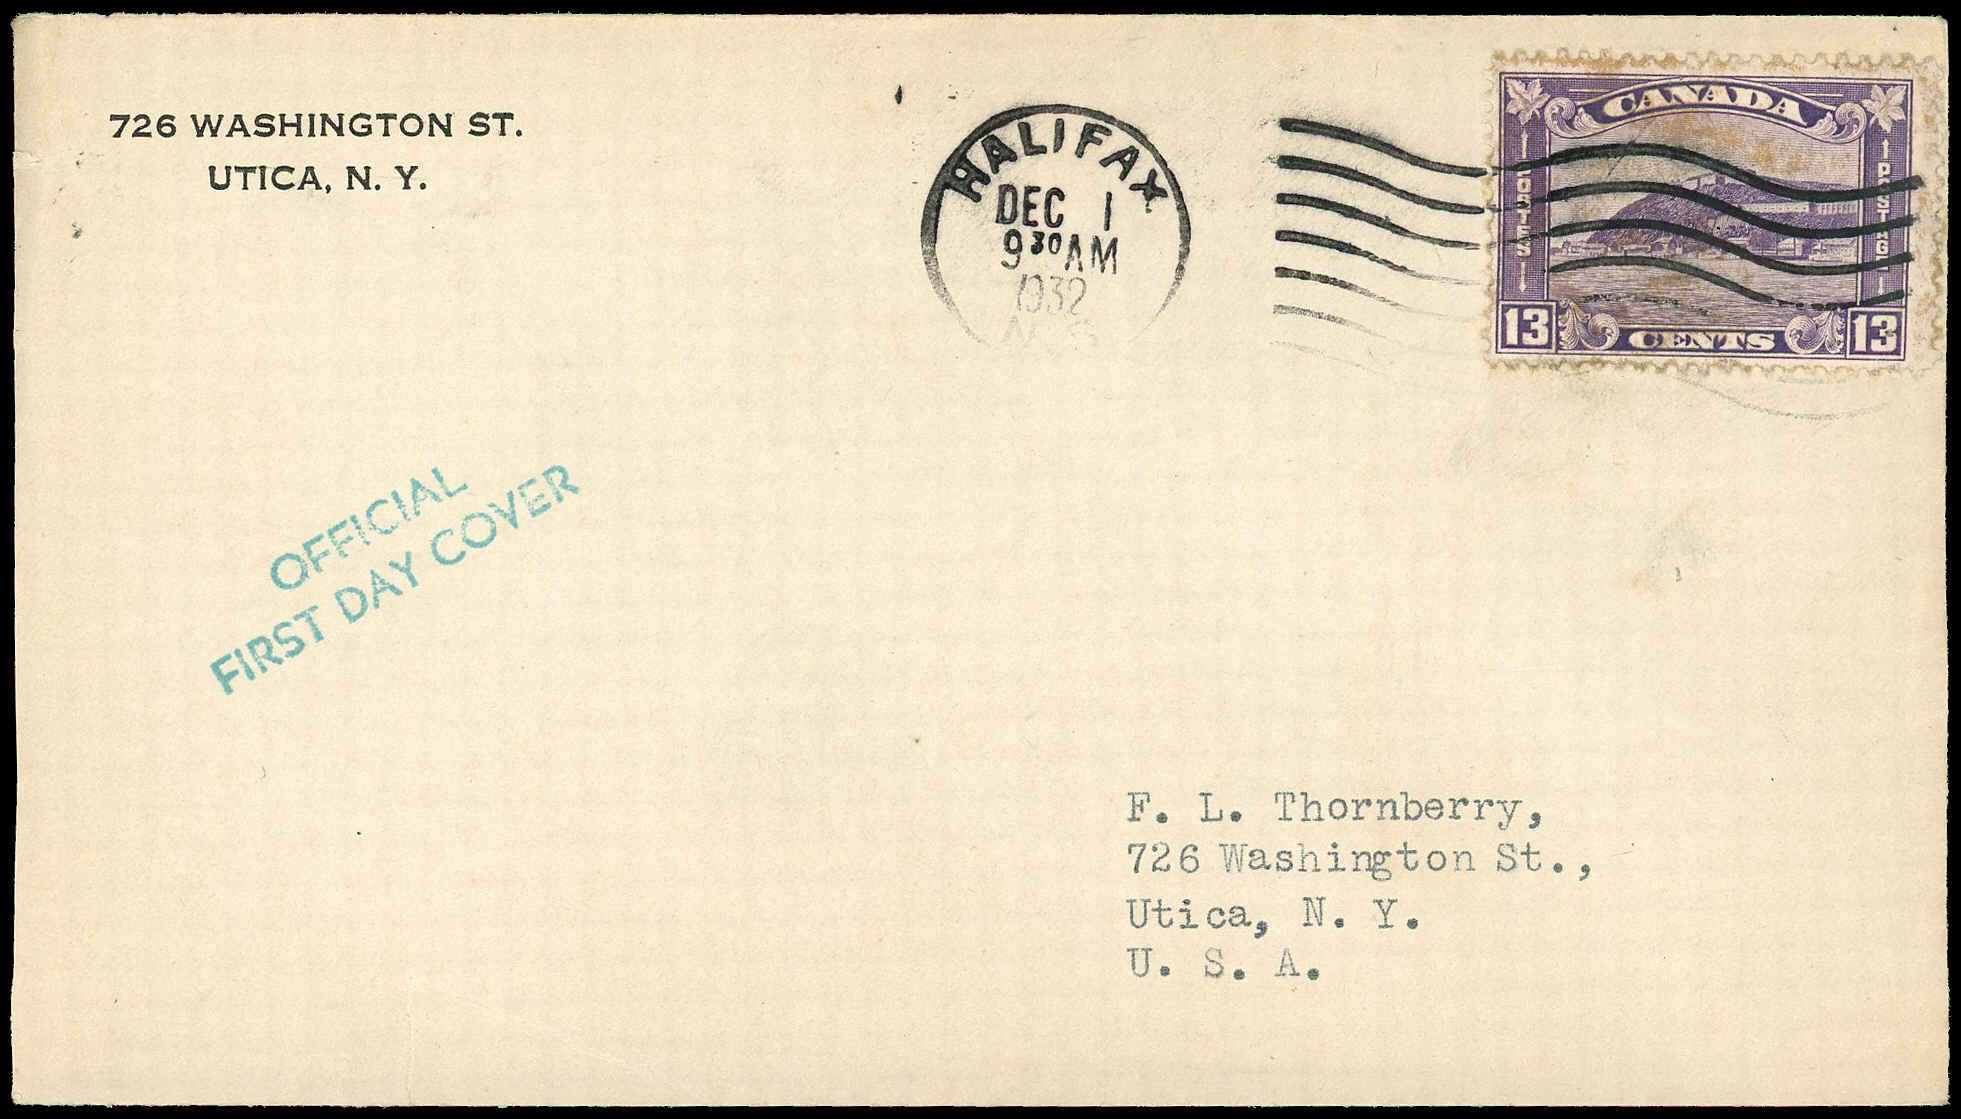 726 WASHINGTON ST.
UTICA, N. Y.
HALIFAX
DEC 1
9 30 AM
1932
CANADA
POSTES
POSTAGE
13
CENTS
13
OFFICIAL
FIRST DAY COVER
F. L. Thornberry,
726 Washington St.,
Utica, N. Y.
U. S. A.